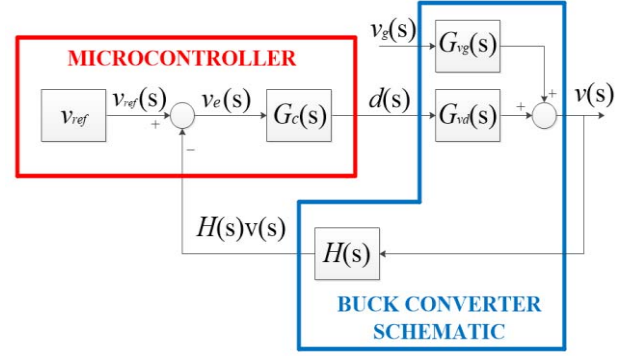 v_g(s)
G_vg(s)
MICROCONTROLLER
v_ref
v_ref(s)
+
−
v_e(s)
G_c(s)
d(s)
G_vd(s)
+
+
v(s)
H(s)v(s)
H(s)
BUCK CONVERTER
SCHEMATIC